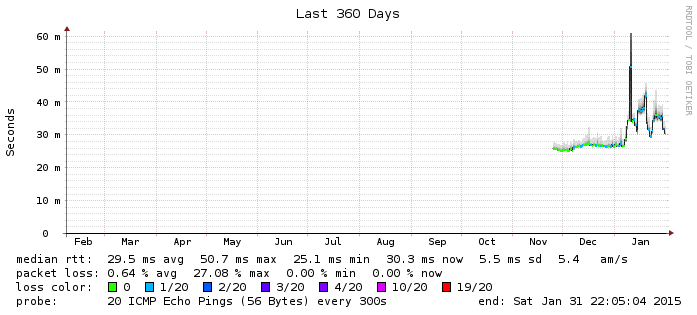 Last 360 Days
RRDTOOL / TOBI OETIKER
Seconds
60 m
50 m
40 m
30 m
20 m
10 m
0
Feb Mar Apr May Jun Jul Aug Sep Oct Nov Dec Jan
median rtt: 29.5 ms avg 50.7 ms max 25.1 ms min 30.3 ms now 5.5 ms sd 5.4 am/s
packet loss: 0.64 % avg 27.08 % max 0.00 % min 0.00 % now
loss color: 0 1/20 2/20 3/20 4/20 10/20 19/20
probe: 20 ICMP Echo Pings (56 Bytes) every 300s end: Sat Jan 31 22:05:04 2015